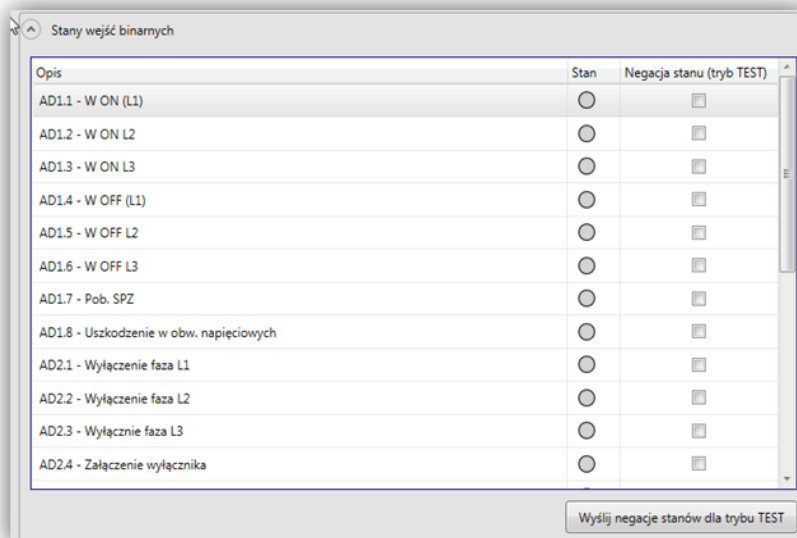 Stany wejść binarnych
Opis Stan Negacja stanu (tryb TEST)
AD1.1 - W ON (L1)
AD1.2 - W ON L2
AD1.3 - W ON L3
AD1.4 - W OFF (L1)
AD1.5 - W OFF L2
AD1.6 - W OFF L3
AD1.7 - Pob. SPZ
AD1.8 - Uszkodzenie w obw. napięciowych
AD2.1 - Wyłączenie faza L1
AD2.2 - Wyłączenie faza L2
AD2.3 - Wyłącznie faza L3
AD2.4 - Załączenie wyłącznika
Wyślij negacje stanów dla trybu TEST